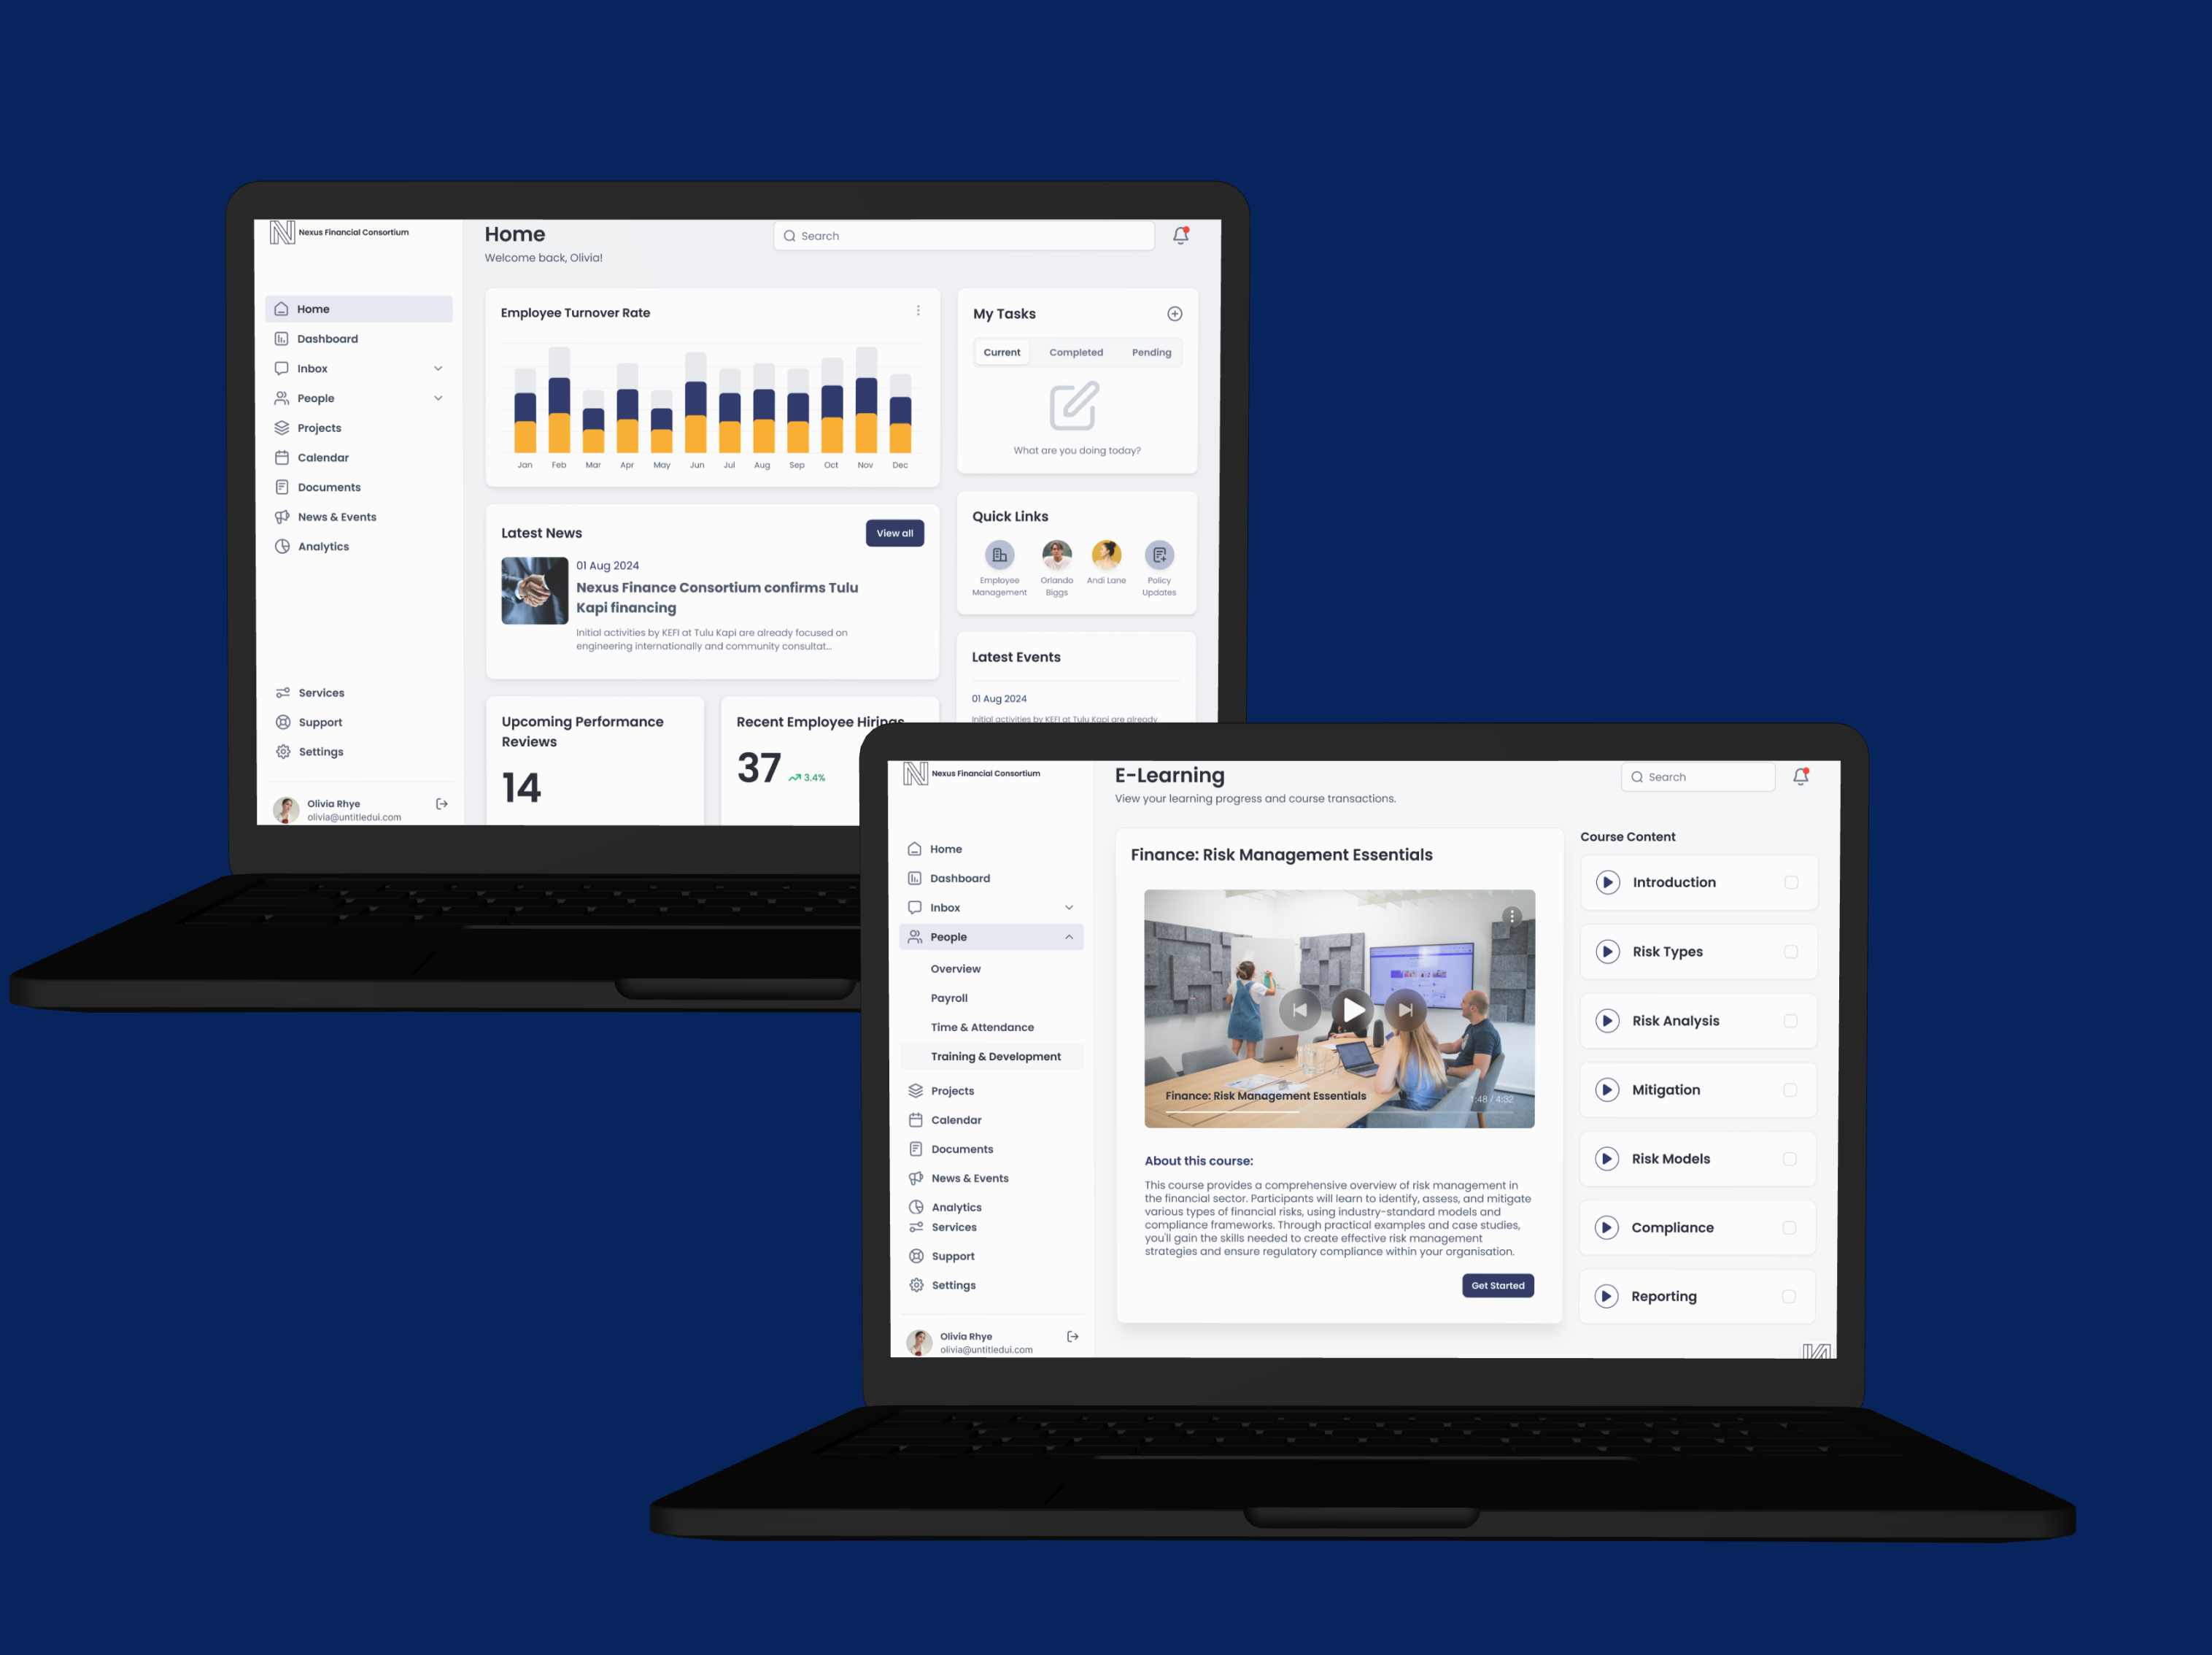 Nexus Financial Consortium
Home
Dashboard
Inbox
People
Projects
Calendar
Documents
News & Events
Analytics
Services
Support
Settings
Olivia Rhye
olivia@untitledui.com
Home
Welcome back, Olivia!
Search
Employee Turnover Rate
Jan Feb Mar Apr May Jun Jul Aug Sep Oct Nov Dec
Latest News
View all
01 Aug 2024
Nexus Finance Consortium confirms Tulu
Kapi financing
Initial activities by KEFI at Tulu Kapi are already focused on
engineering internationally and community consultat...
Upcoming Performance
Reviews
14
Recent Employee Hirings
37 3.4%
My Tasks
Current Completed Pending
What are you doing today?
Quick Links
Employee
Management
Orlando
Biggs
Andi Lane
Policy
Updates
Latest Events
01 Aug 2024
Initial activities by KEFI at Tulu Kapi are already
Nexus Financial Consortium
Home
Dashboard
Inbox
People
Overview
Payroll
Time & Attendance
Training & Development
Projects
Calendar
Documents
News & Events
Analytics
Services
Support
Settings
Olivia Rhye
olivia@untitledui.com
E-Learning
View your learning progress and course transactions.
Search
Finance: Risk Management Essentials
Finance: Risk Management Essentials
1:48 / 4:32
About this course:
This course provides a comprehensive overview of risk management in
the financial sector. Participants will learn to identify, assess, and mitigate
various types of financial risks, using industry-standard models and
compliance frameworks. Through practical examples and case studies,
you'll gain the skills needed to create effective risk management
strategies and ensure regulatory compliance within your organisation.
Get Started
Course Content
Introduction
Risk Types
Risk Analysis
Mitigation
Risk Models
Compliance
Reporting